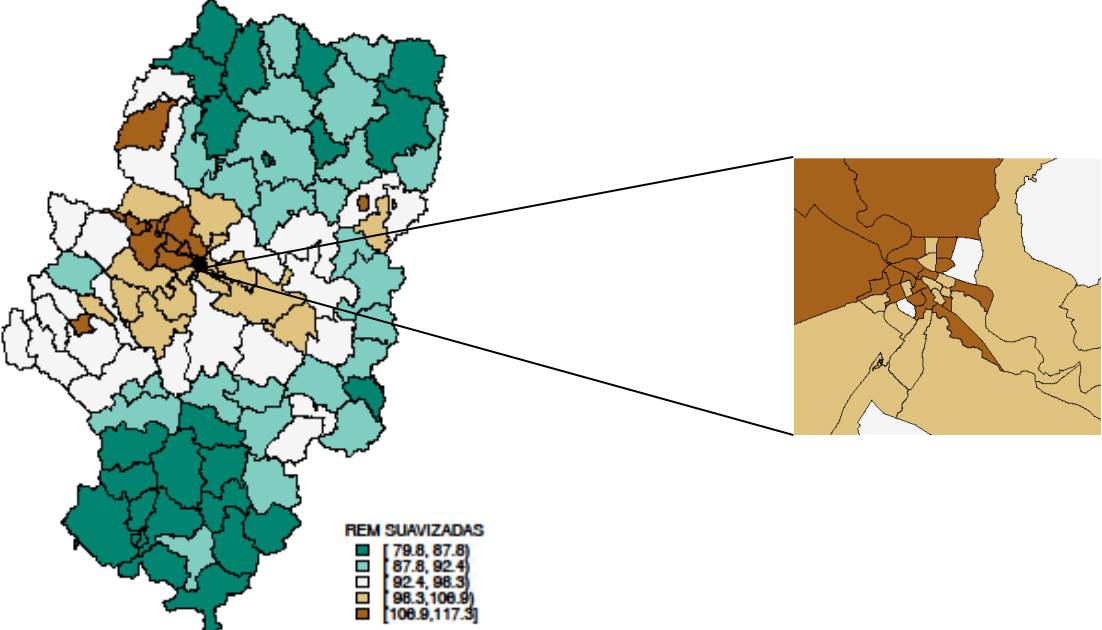 REM SUAVIZADAS
[ 79.8, 87.8)
[ 87.8, 92.4)
[ 92.4, 98.3)
[ 98.3,106.9)
[106.9,117.3]